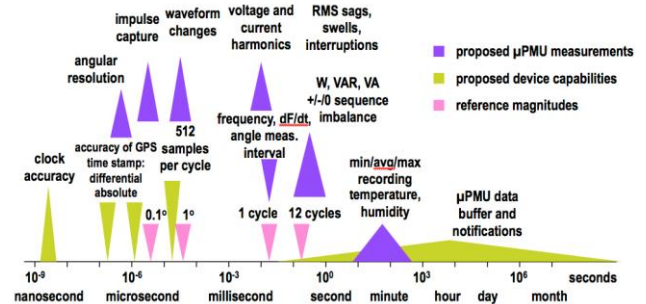 impulse
capture
waveform
changes
voltage and
current
harmonics
RMS sags,
swells,
interruptions
proposed µPMU measurements
proposed device capabilities
reference magnitudes
angular
resolution
W, VAR, VA
+/-/0 sequence
imbalance
clock
accuracy
accuracy of GPS
time stamp:
differential
absolute
512
samples
per cycle
frequency, dF/dt,
angle meas.
interval
min/avg/max
recording
temperature,
humidity
µPMU data
buffer and
notifications
0.1º
1º
1 cycle
12 cycles
10⁻⁹
10⁻⁶
10⁻³
10⁰
10³
10⁶
seconds
nanosecond
microsecond
millisecond
second
minute
hour
day
month